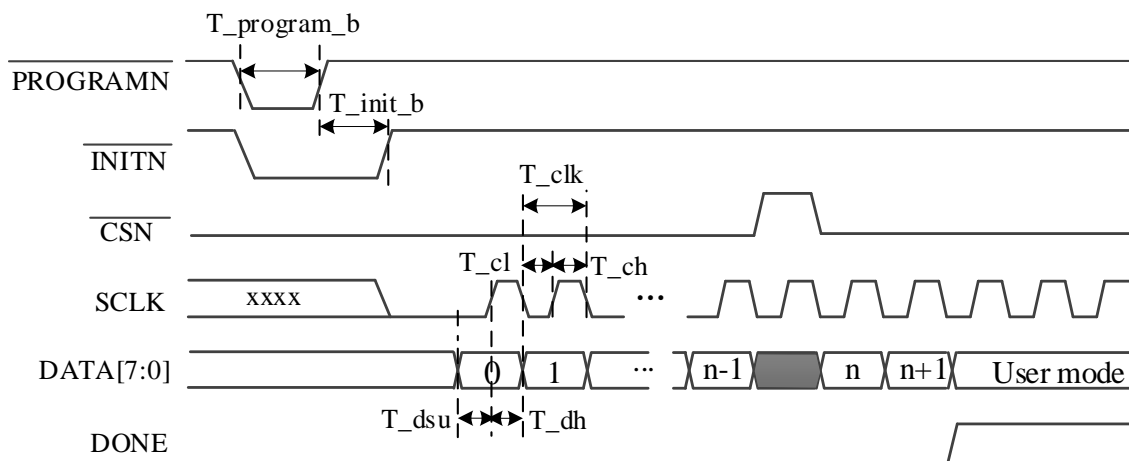 T_program_b
PROGRAMN
T_init_b
INITN
T_clk
CSN
T_cl
T_ch
SCLK
xxxx
...
DATA[7:0]
0
1
...
n-1
n
n+1
User mode
T_dsu
T_dh
DONE